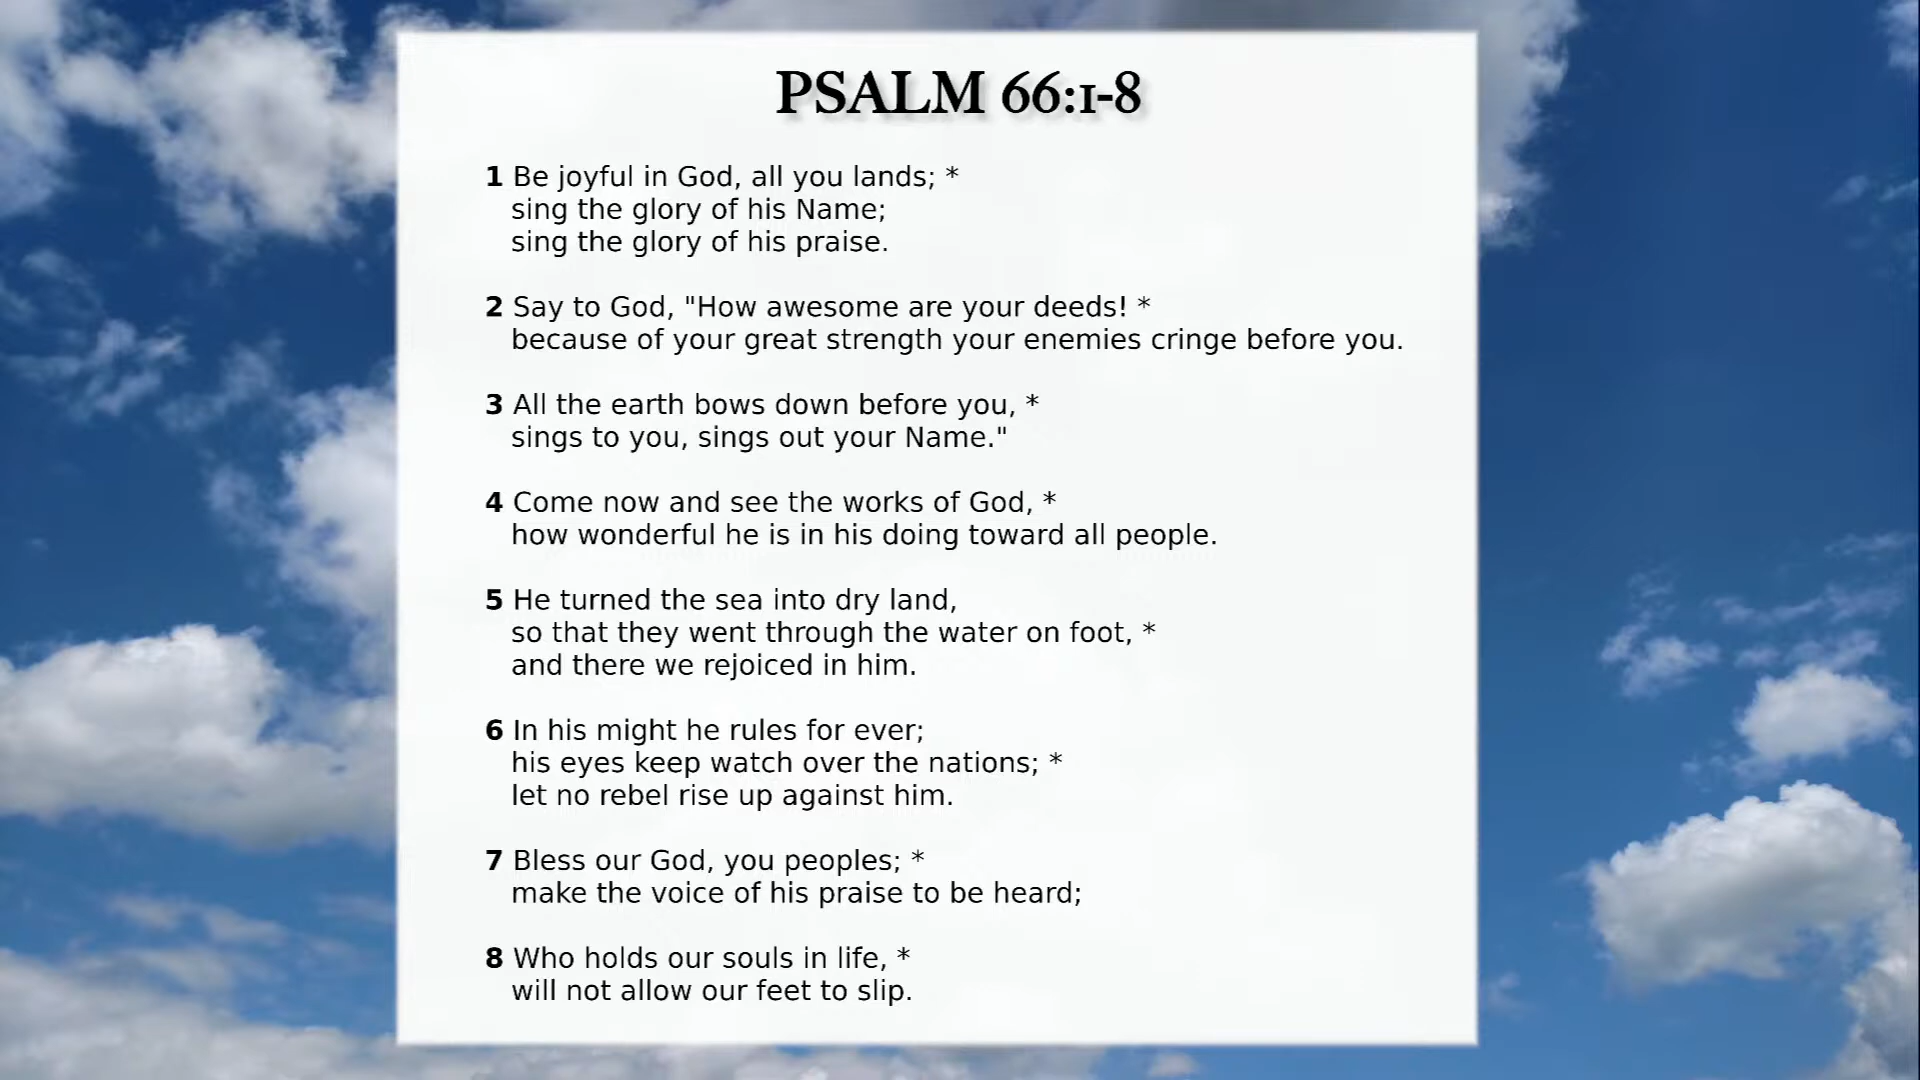 PSALM 66:1-8
1 Be joyful in God, all you lands; *
sing the glory of his Name;
sing the glory of his praise.
2 Say to God, "How awesome are your deeds! *
because of your great strength your enemies cringe before you.
3 All the earth bows down before you, *
sings to you, sings out your Name."
4 Come now and see the works of God, *
how wonderful he is in his doing toward all people.
5 He turned the sea into dry land,
so that they went through the water on foot, *
and there we rejoiced in him.
6 In his might he rules for ever;
his eyes keep watch over the nations; *
let no rebel rise up against him.
7 Bless our God, you peoples; *
make the voice of his praise to be heard;
8 Who holds our souls in life, *
will not allow our feet to slip.